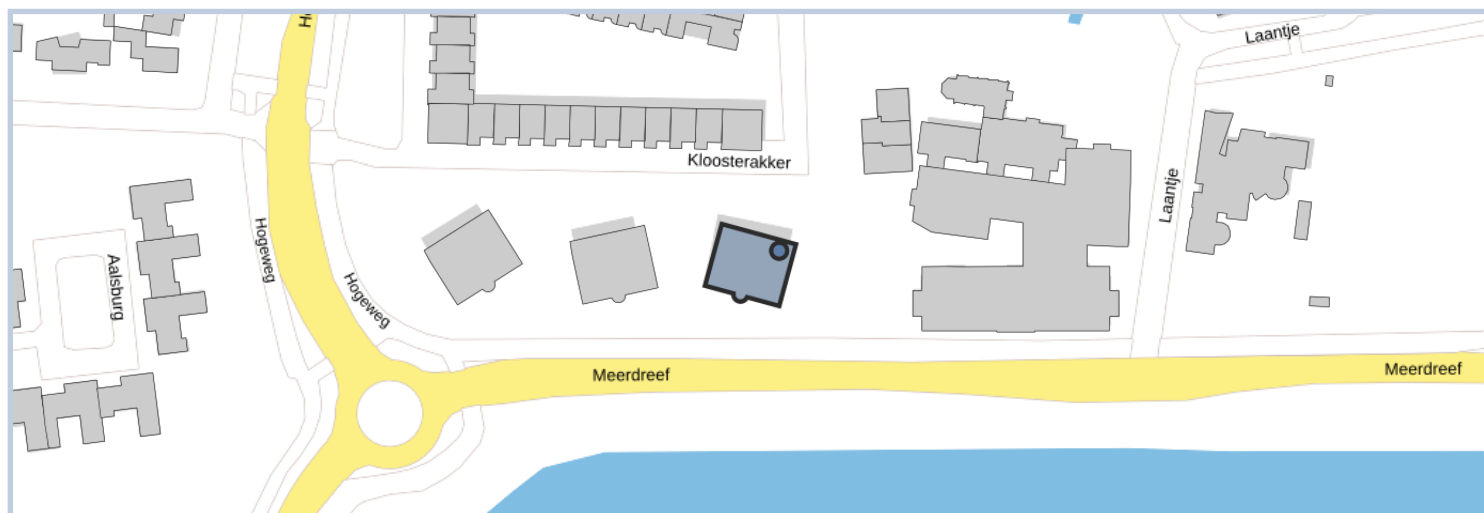 Laantje
Kloosterakker
Laantje
Hogeweg
Aalsburg
Hogeweg
Meerdreef
Meerdreef